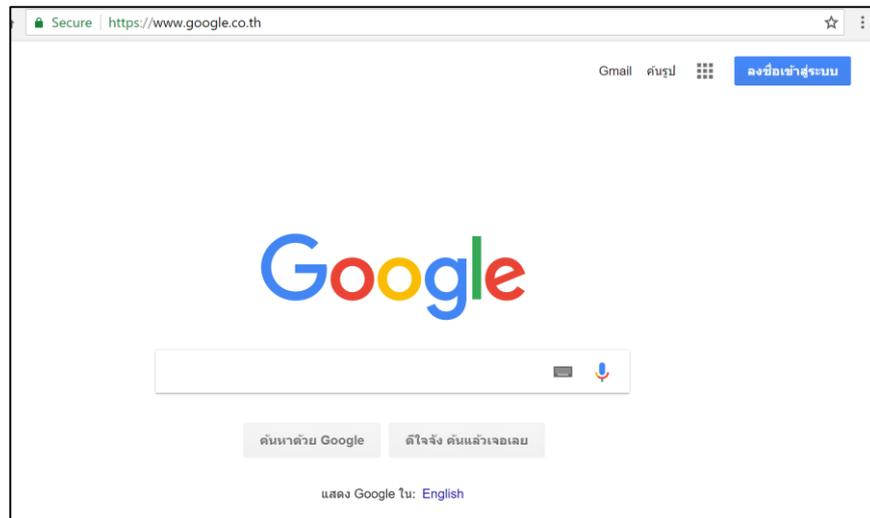 Secure https://www.google.co.th
Gmail ค้นรูป ลงชื่อเข้าสู่ระบบ
Google
ค้นหาด้วย Google ดีใจจัง ค้นแล้วเจอเลย
แสดง Google ใน: English